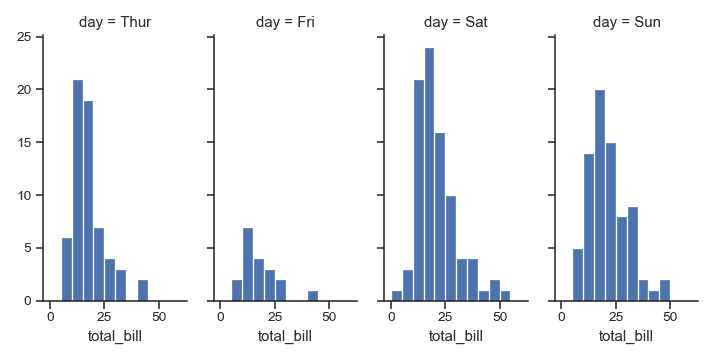 day = Thur
day = Fri
day = Sat
day = Sun
25
20
15
10
5
0
0 25 50
0 25 50
0 25 50
0 25 50
total_bill
total_bill
total_bill
total_bill